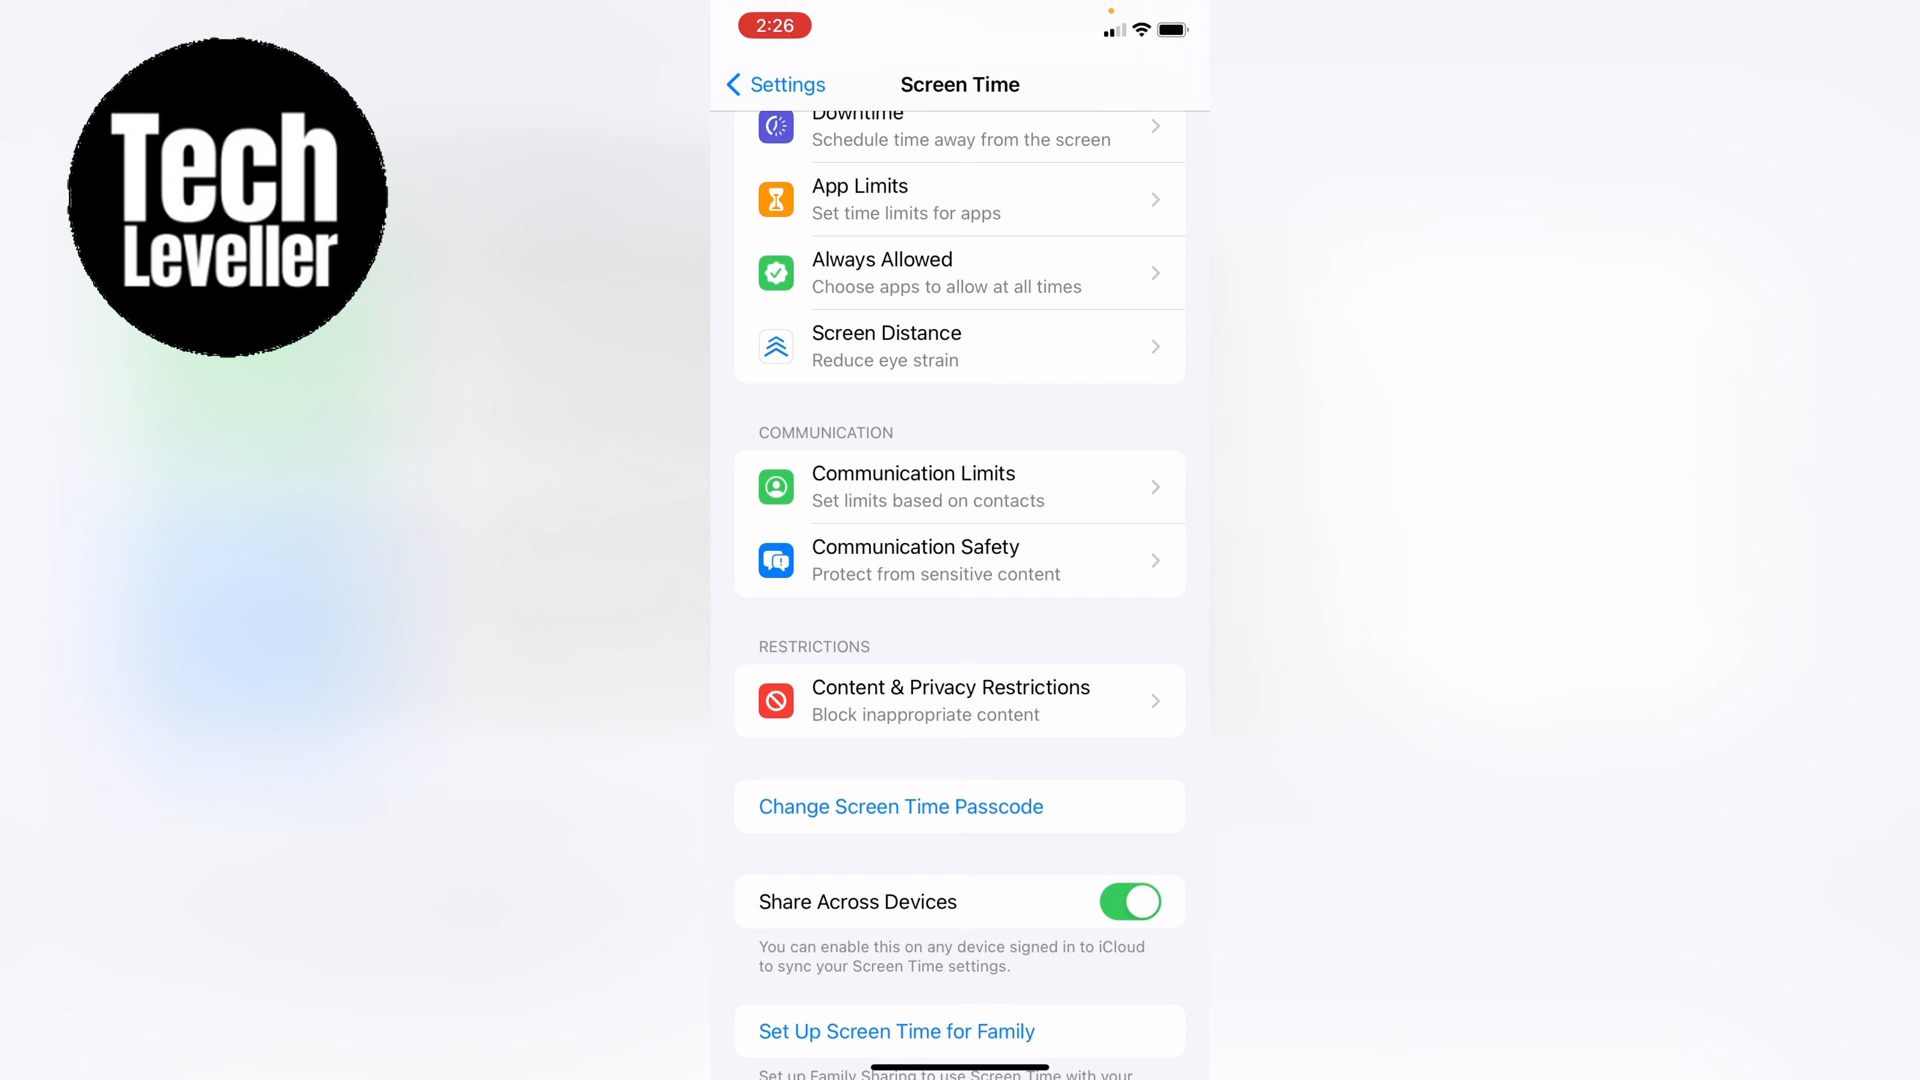 Tech
Leveller
2:26
Settings
Screen Time
Downtime
Schedule time away from the screen
App Limits
Set time limits for apps
Always Allowed
Choose apps to allow at all times
Screen Distance
Reduce eye strain
COMMUNICATION
Communication Limits
Set limits based on contacts
Communication Safety
Protect from sensitive content
RESTRICTIONS
Content & Privacy Restrictions
Block inappropriate content
Change Screen Time Passcode
Share Across Devices
You can enable this on any device signed in to iCloud
to sync your Screen Time settings.
Set Up Screen Time for Family
Set up Family Sharing to use Screen Time with your